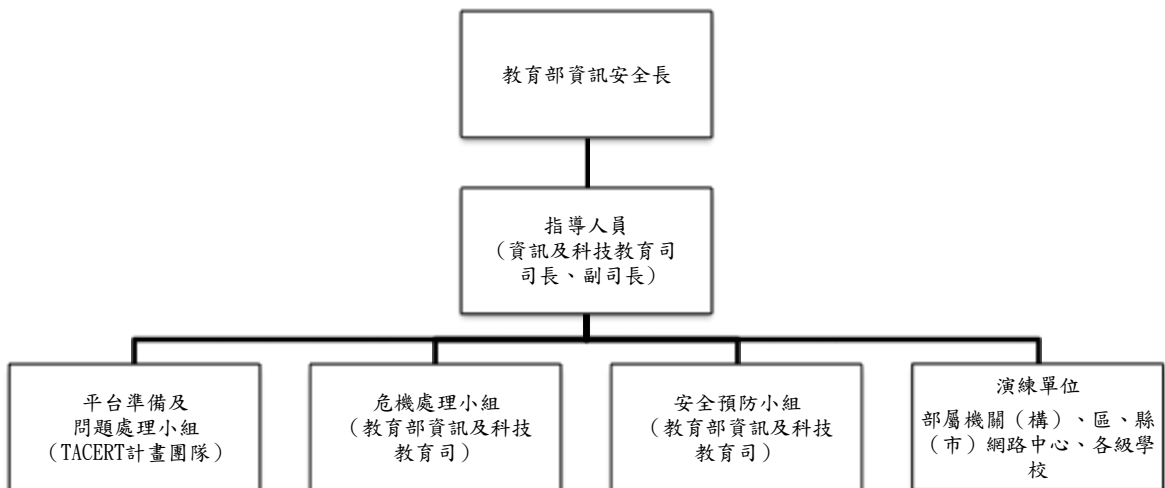 教育部資訊安全長
指導人員
（資訊及科技教育司
司長、副司長）
平台準備及
問題處理小組
（TACERT計畫團隊）
危機處理小組
（教育部資訊及科技
教育司）
安全預防小組
（教育部資訊及科技
教育司）
演練單位
部屬機關（構）、區、縣
（市）網路中心、各級學
校